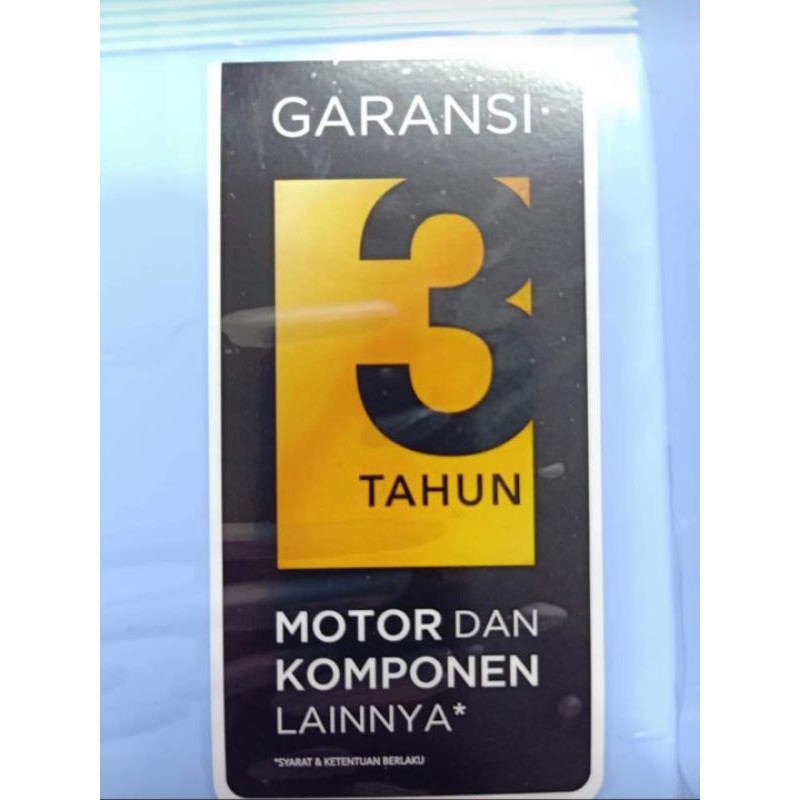 GARANSI
3
TAHUN
MOTOR DAN
KOMPONEN
LAINNYA*
*SYARAT & KETENTUAN BERLAKU